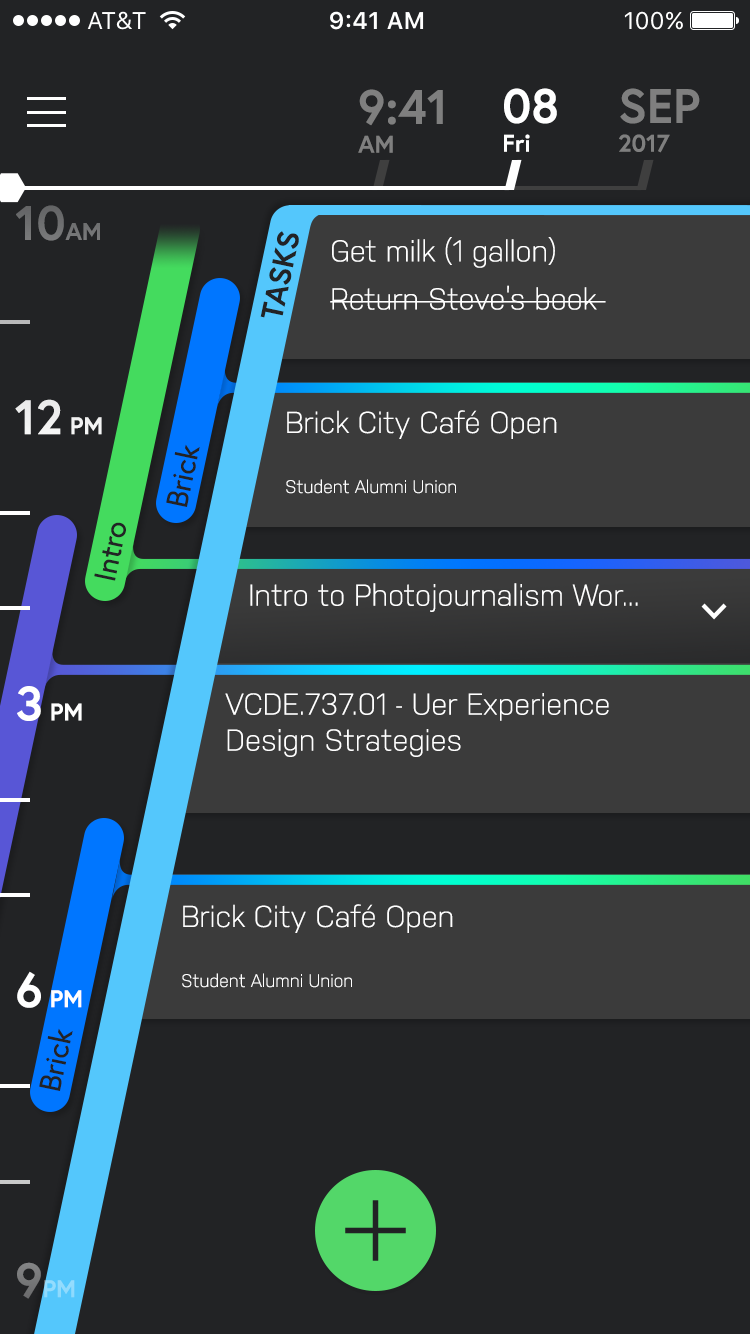 AT&T 9:41 AM 100%
9:41 08 SEP
AM Fri 2017
10AM
TASKS
Get milk (1 gallon)
Return Steve's book
12 PM
Brick
Brick City Café Open
Student Alumni Union
Intro
Intro to Photojournalism Wor...
3 PM
VCDE.737.01 - Uer Experience
Design Strategies
Brick City Café Open
Student Alumni Union
6 PM
Brick
9PM